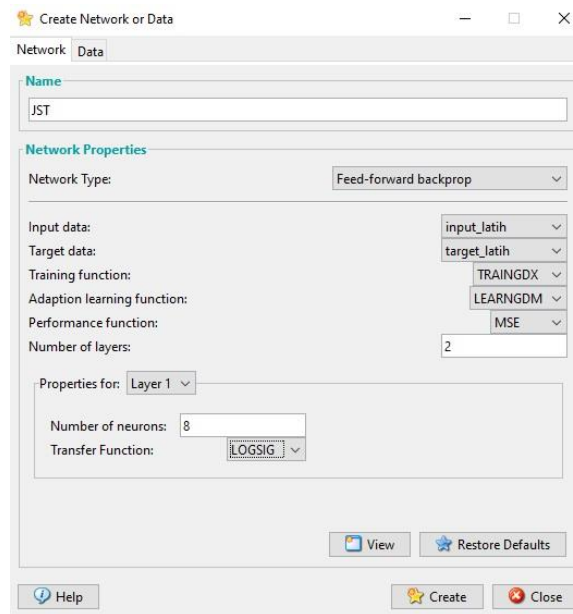 Create Network or Data
Network Data
Name
JST
Network Properties
Network Type: Feed-forward backprop
Input data: input_latih
Target data: target_latih
Training function: TRAINGDX
Adaption learning function: LEARNGDM
Performance function: MSE
Number of layers: 2
Properties for: Layer 1
Number of neurons: 8
Transfer Function: LOGSIG
View Restore Defaults
Help Create Close